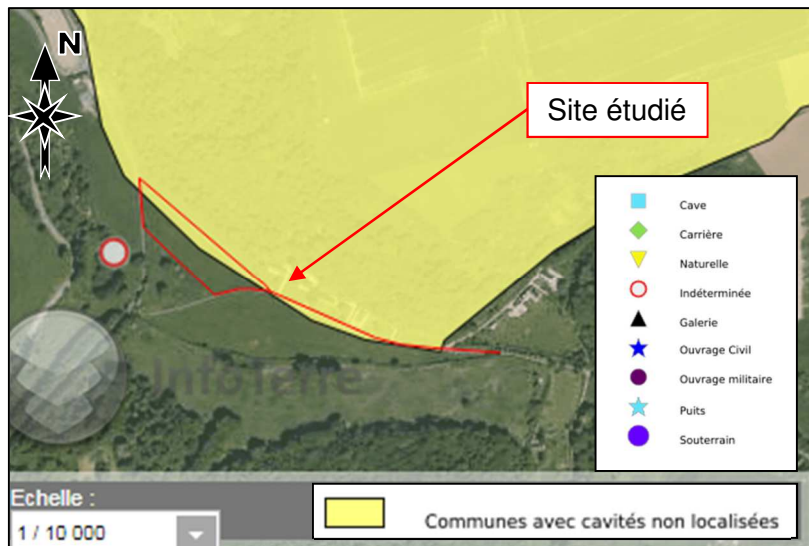 N
Site étudié
Cave
Carrière
Naturelle
Indéterminée
Galerie
Ouvrage Civil
Ouvrage militaire
Puits
Souterrain
InfoTerre
Echelle :
1 / 10 000
Communes avec cavités non localisées